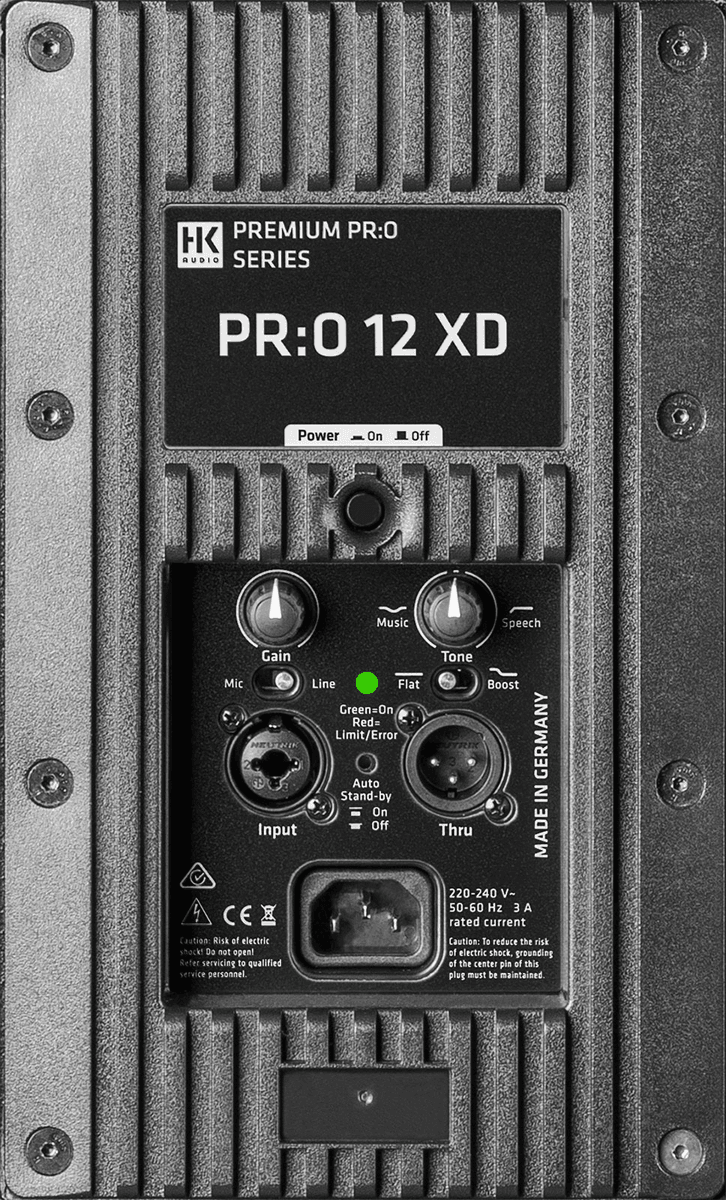 HK
AUDIO
PREMIUM PR:O
SERIES
PR:O 12 XD
Power On Off
Music
Speech
Gain
Tone
Mic
Line
Flat
Boost
Green=On
Red=
Limit/Error
NEUTRIK
Auto
Stand-by
On
Off
Input
Thru
MADE IN GERMANY
220-240 V~
50-60 Hz 3 A
rated current
CE
Caution: Risk of electric
shock! Do not open!
Refer servicing to qualified
service personnel.
Caution: To reduce the risk
of electric shock, grounding
of the center pin of this
plug must be maintained.